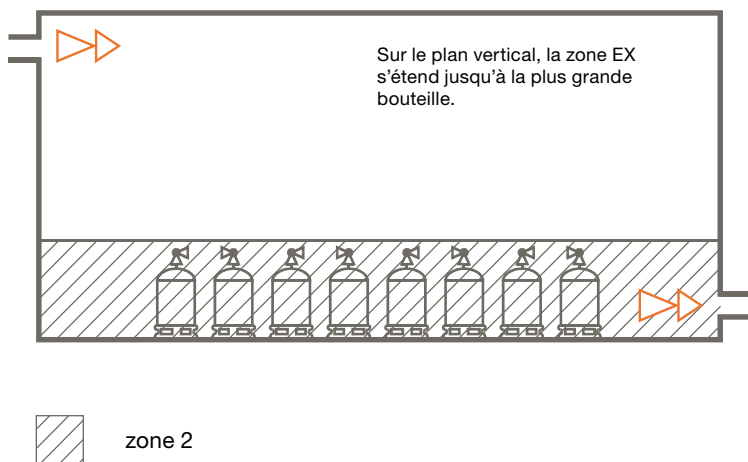 Sur le plan vertical, la zone EX
s’étend jusqu’à la plus grande
bouteille.
zone 2